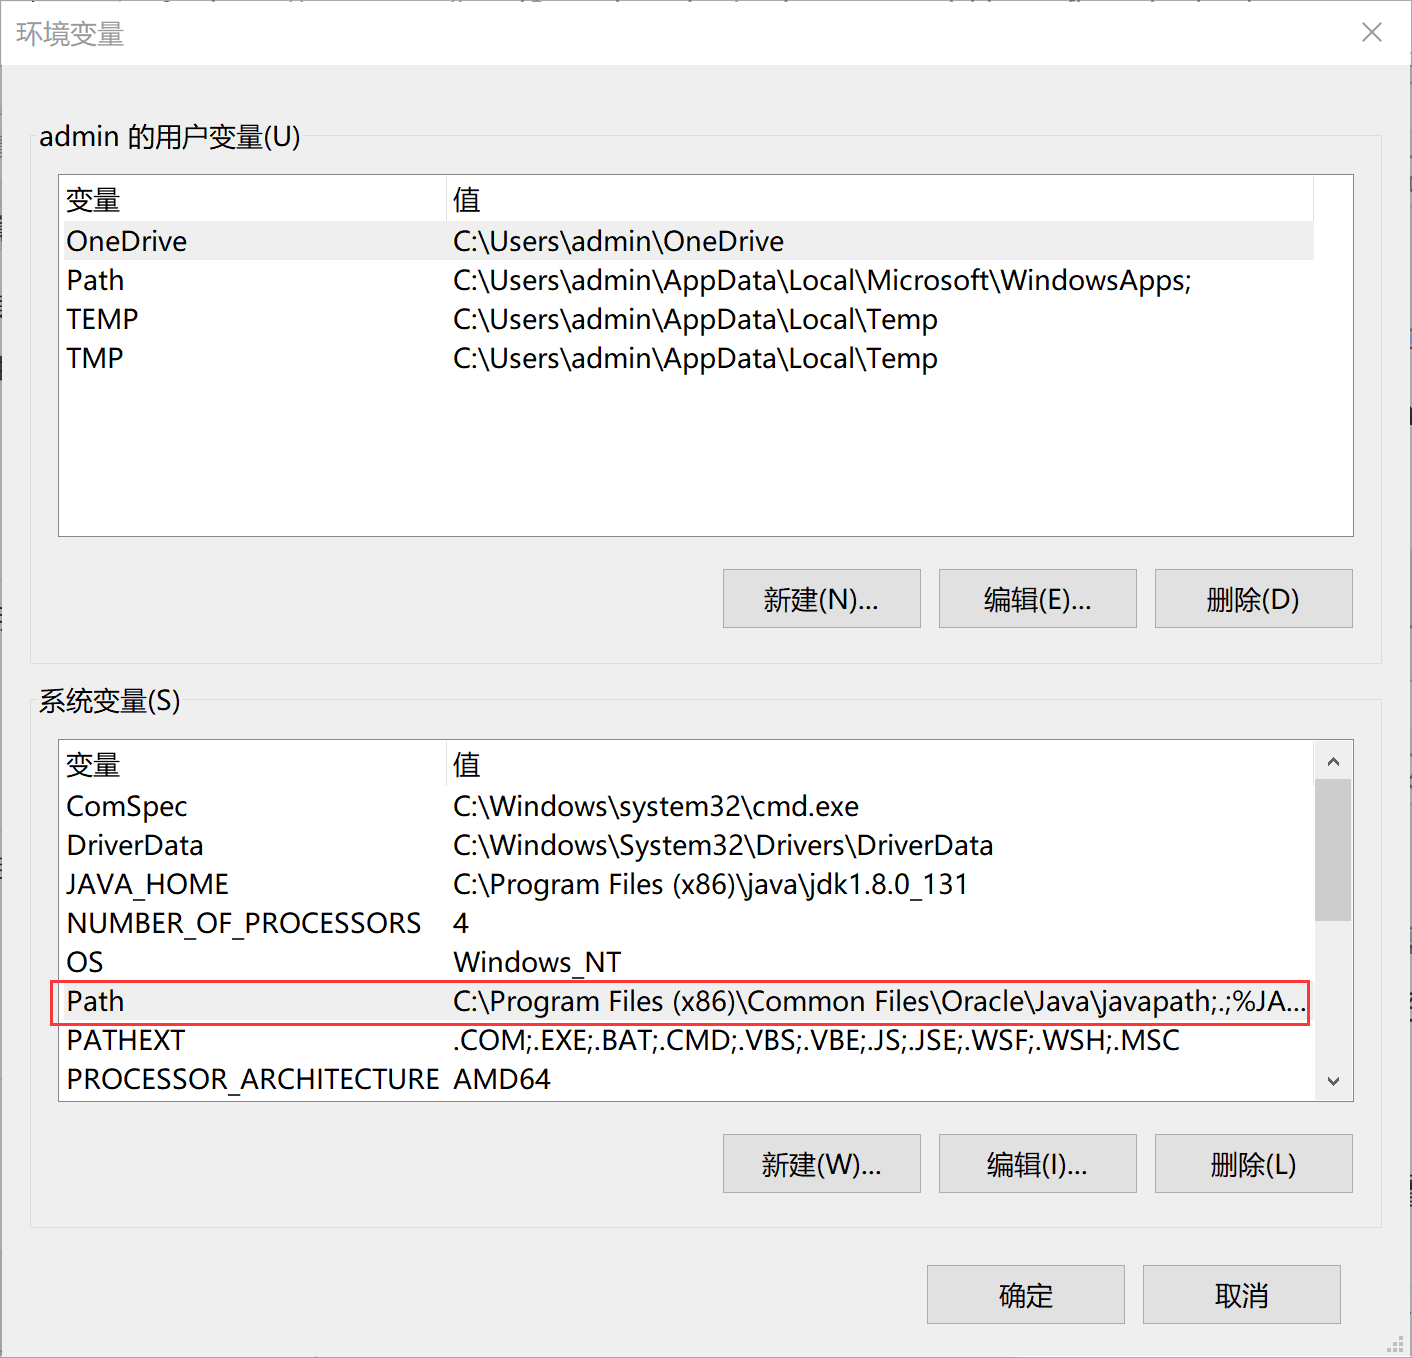 环境变量
admin 的用户变量(U)
变量 值
OneDrive C:\Users\admin\OneDrive
Path C:\Users\admin\AppData\Local\Microsoft\WindowsApps;
TEMP C:\Users\admin\AppData\Local\Temp
TMP C:\Users\admin\AppData\Local\Temp
新建(N)... 编辑(E)... 删除(D)
系统变量(S)
变量 值
ComSpec C:\Windows\system32\cmd.exe
DriverData C:\Windows\System32\Drivers\DriverData
JAVA_HOME C:\Program Files (x86)\java\jdk1.8.0_131
NUMBER_OF_PROCESSORS 4
OS Windows_NT
Path C:\Program Files (x86)\Common Files\Oracle\Java\javapath;.;%JA...
PATHEXT .COM;.EXE;.BAT;.CMD;.VBS;.VBE;.JS;.JSE;.WSF;.WSH;.MSC
PROCESSOR_ARCHITECTURE AMD64
新建(W)... 编辑(I)... 删除(L)
确定 取消